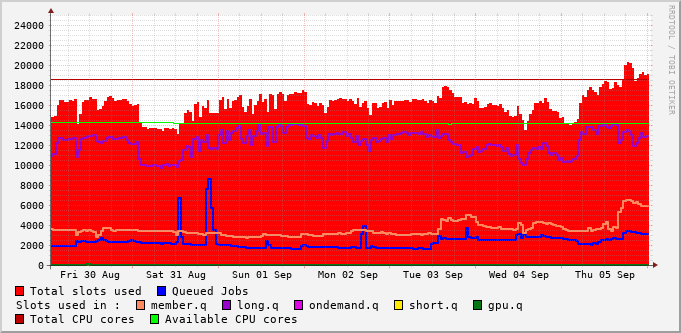 24000
22000
20000
18000
16000
14000
12000
10000
8000
6000
4000
2000
0
Fri 30 Aug Sat 31 Aug Sun 01 Sep Mon 02 Sep Tue 03 Sep Wed 04 Sep Thu 05 Sep
RRDTOOL / TOBI OETIKER
Total slots used Queued Jobs
Slots used in : member.q long.q ondemand.q short.q gpu.q
Total CPU cores Available CPU cores